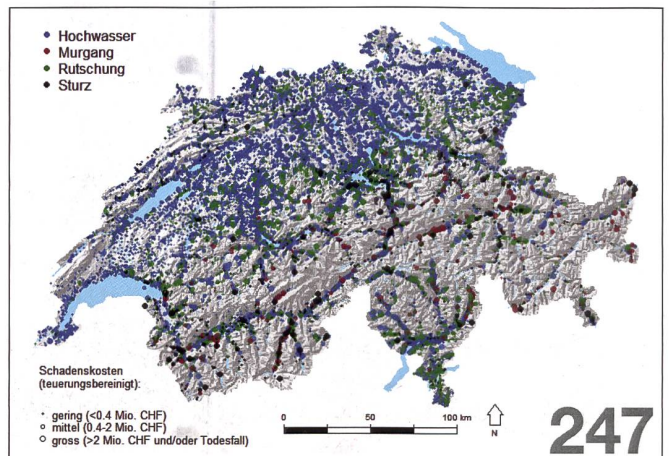 Hochwasser
Murgang
Rutschung
Sturz
Schadenskosten
(teuerungsbereinigt):
gering (<0.4 Mio. CHF)
mittel (0.4-2 Mio. CHF)
gross (>2 Mio. CHF und/oder Todesfall)
0 50 100 km
N
247